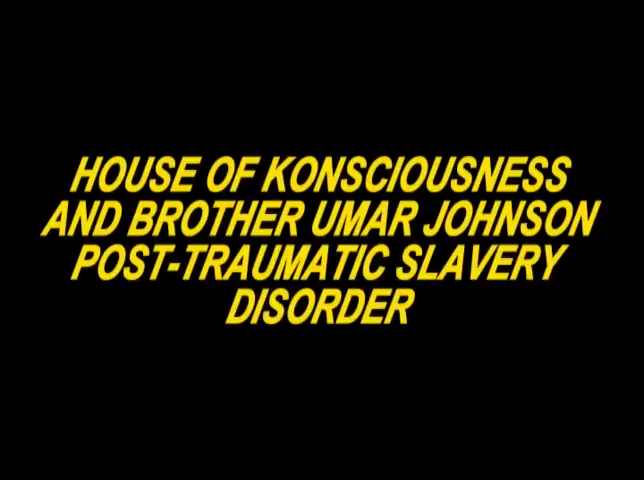 HOUSE OF KONSCIOUSNESS
AND BROTHER UMAR JOHNSON
POST-TRAUMATIC SLAVERY
DISORDER